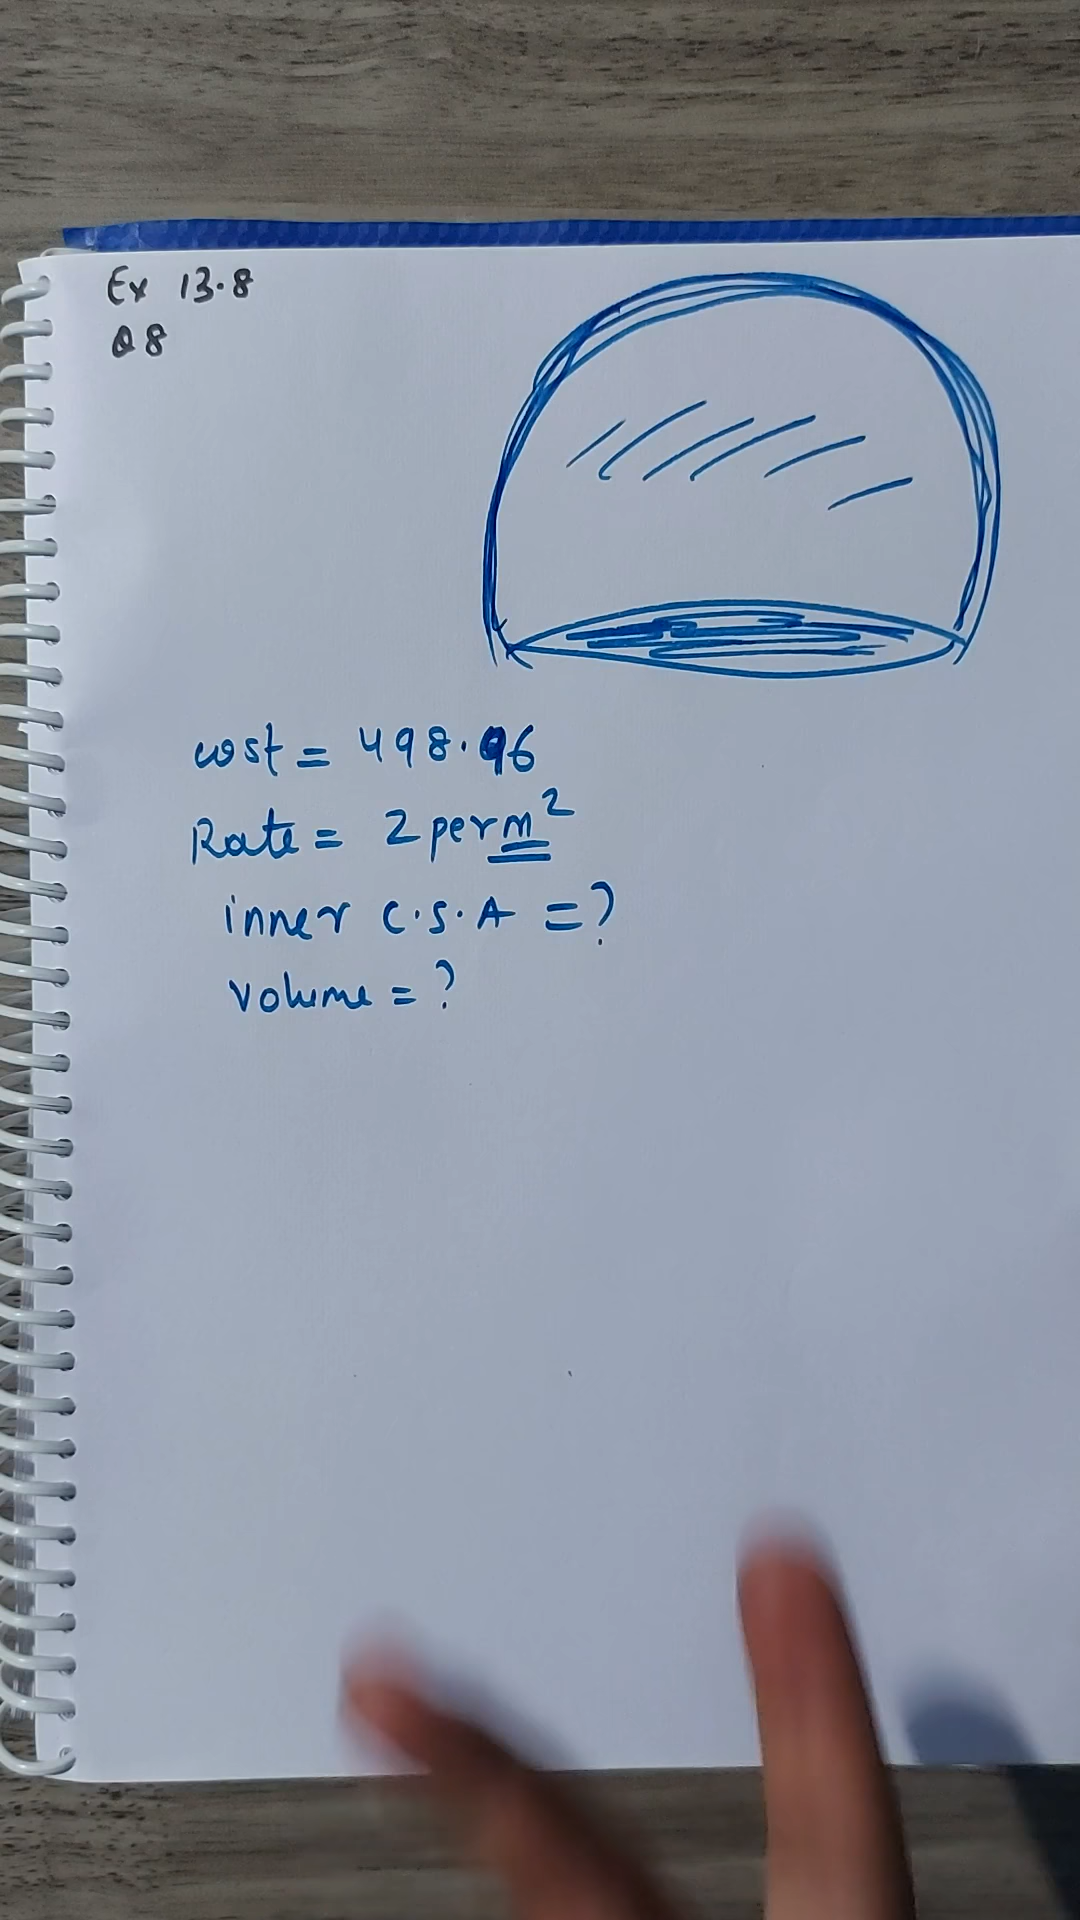 Ex 13.8
Q8
cost = 498.96
Rate = 2 per m²
inner C.S.A = ?
volume = ?